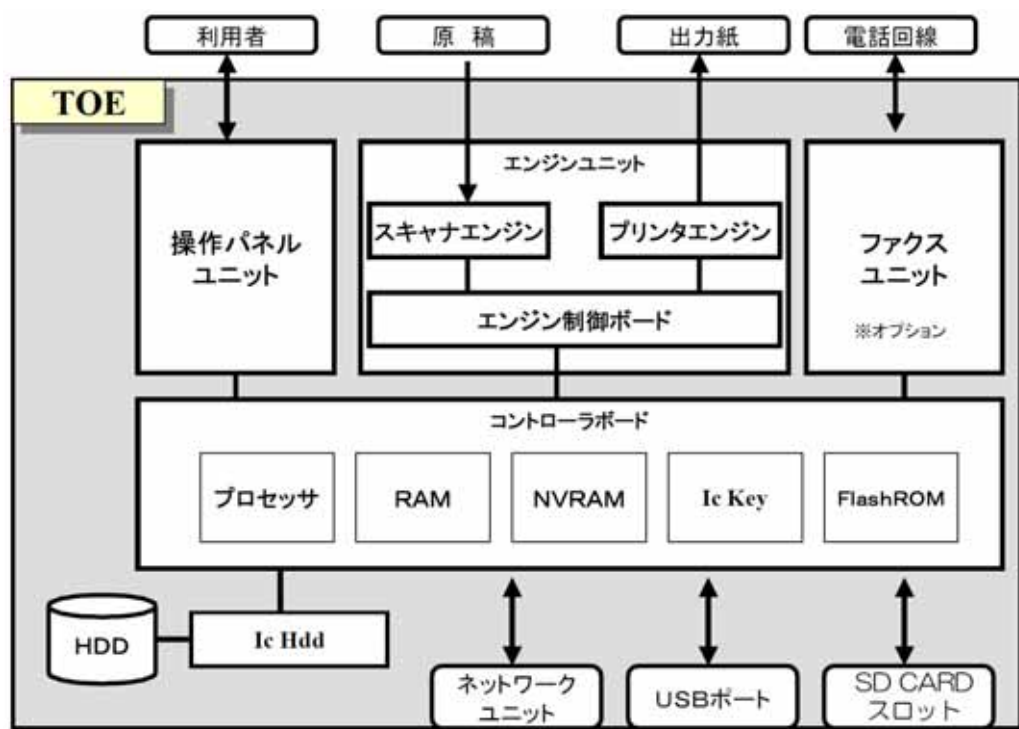 利用者
原 稿
出力紙
電話回線
TOE
操作パネル
ユニット
エンジンユニット
スキャナエンジン
プリンタエンジン
エンジン制御ボード
ファクス
ユニット
※オプション
コントローラボード
プロセッサ
RAM
NVRAM
Ic Key
FlashROM
HDD
Ic Hdd
ネットワーク
ユニット
USBポート
SD CARD
スロット